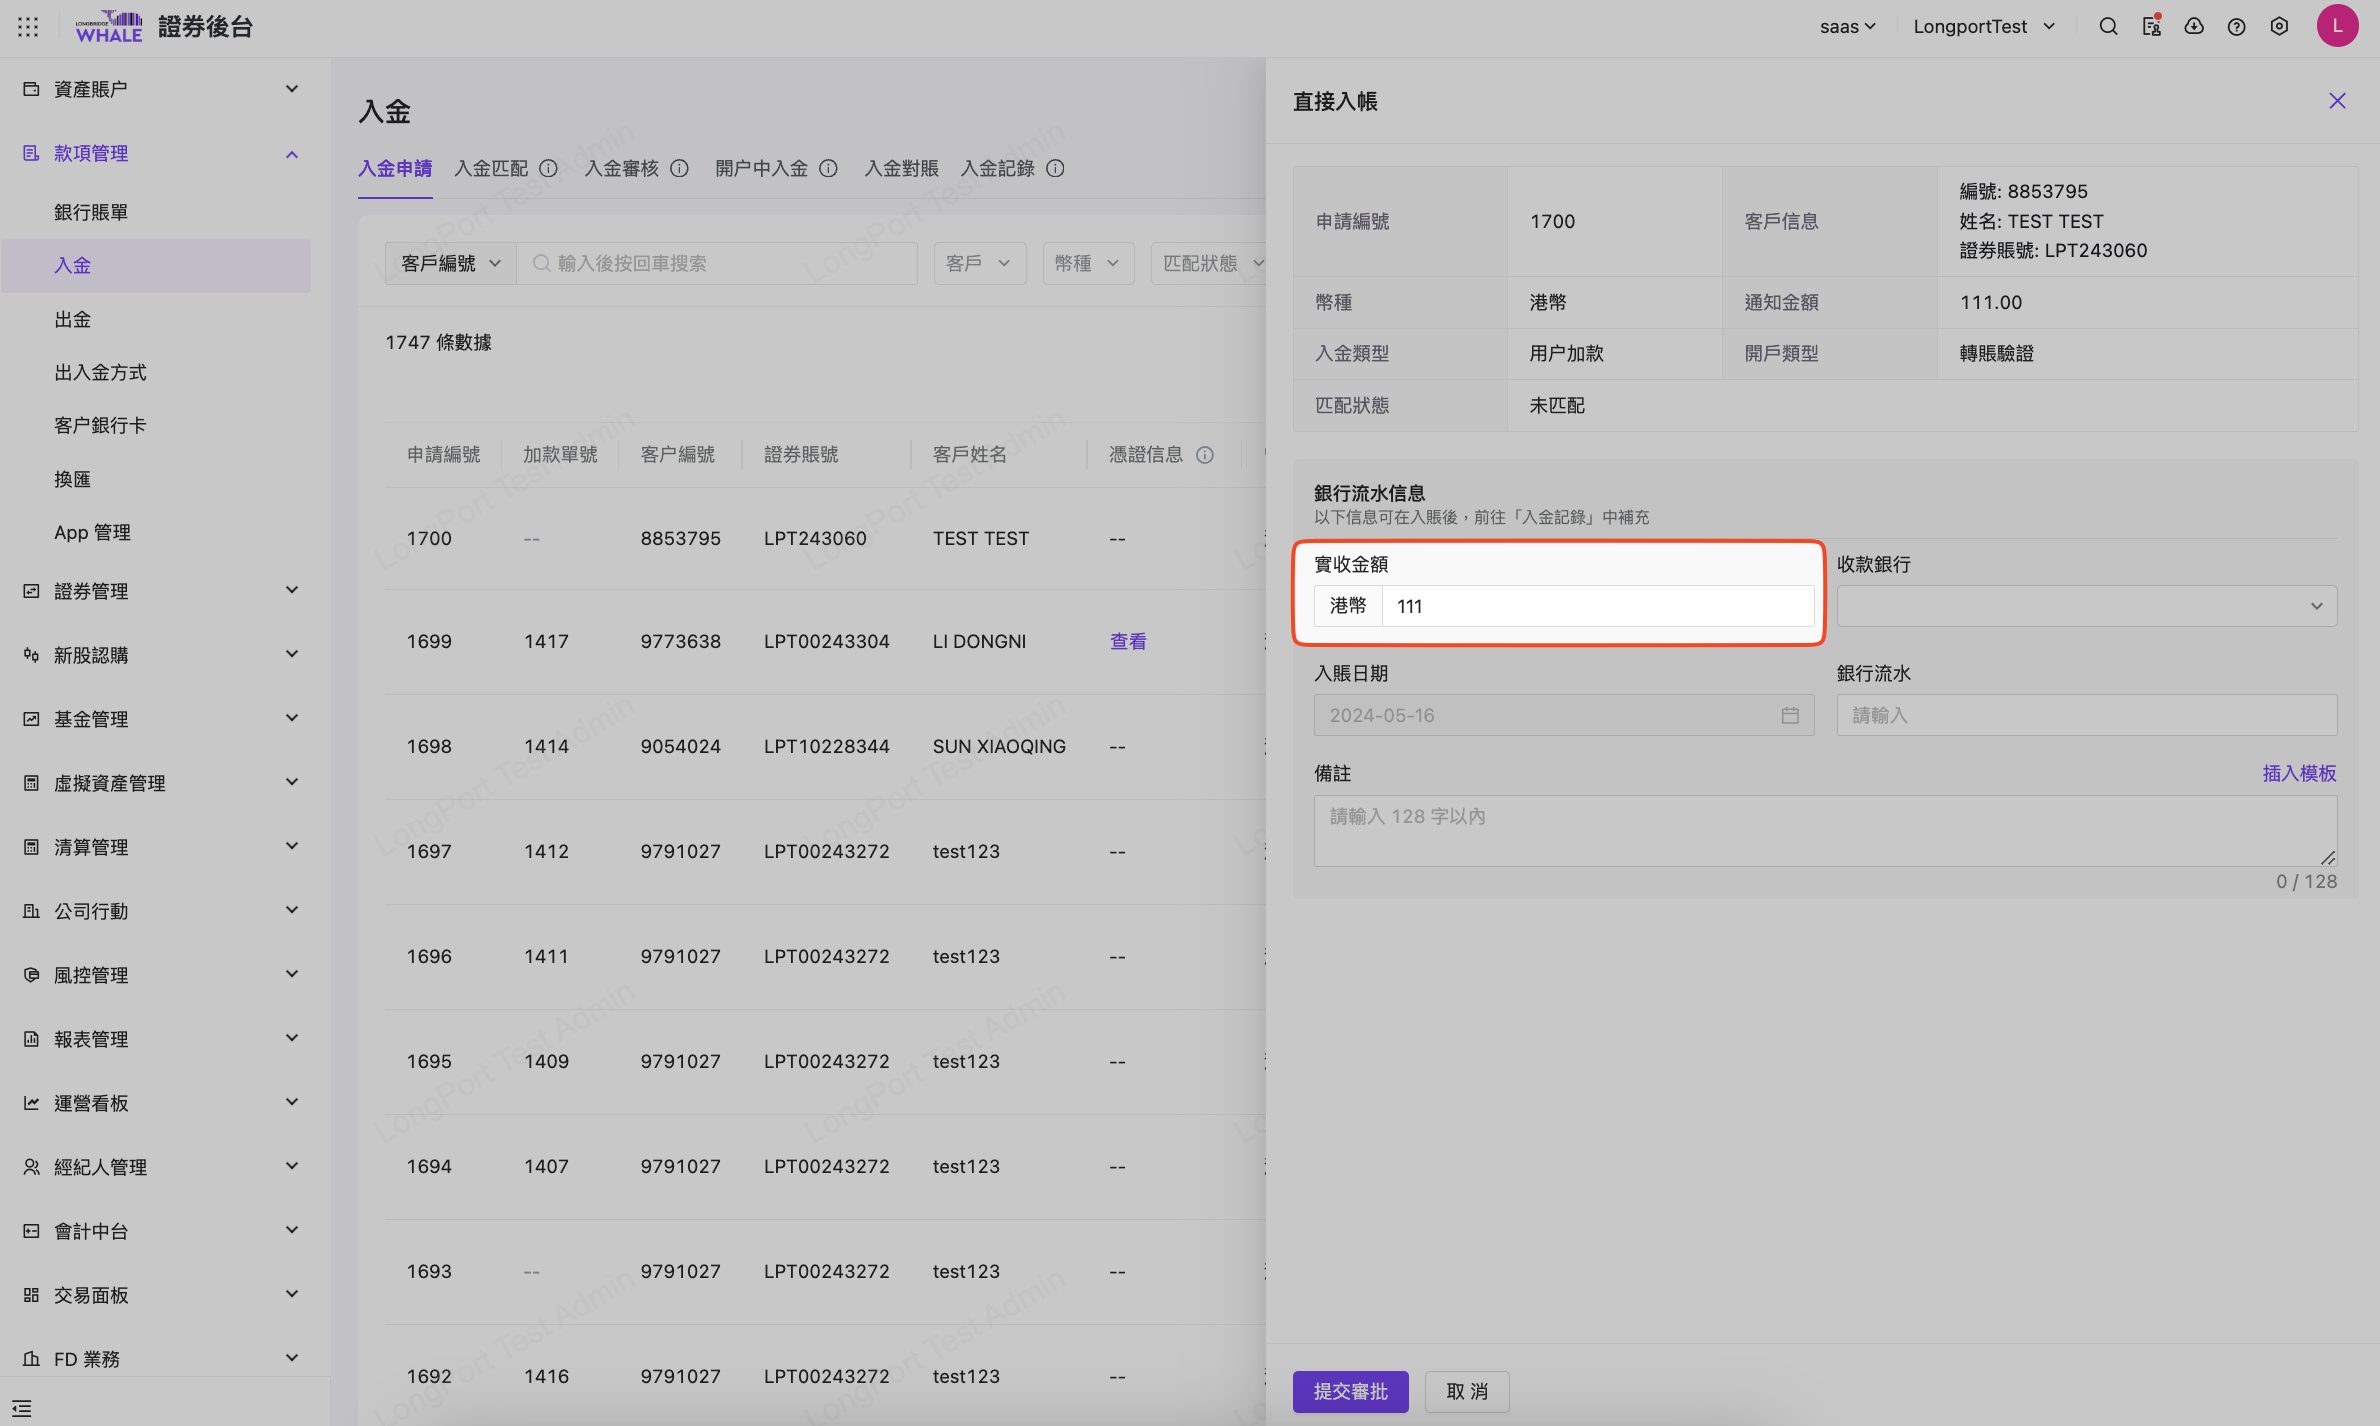 LONGBRIDGE
WHALE
證券後台
saas
LongportTest
L
資產賬户
款項管理
銀行賬單
入金
出金
出入金方式
客户銀行卡
換匯
App 管理
證券管理
新股認購
基金管理
虛擬資產管理
清算管理
公司行動
風控管理
報表管理
運營看板
經紀人管理
會計中台
交易面板
FD 業務
入金
入金申請 入金匹配 入金審核 開户中入金 入金對賬 入金記錄
客戶編號 輸入後按回車搜索 客戶 幣種 匹配狀態
1747 條數據
申請編號 加款單號 客户編號 證券賬號 客戶姓名 憑證信息
1700 -- 8853795 LPT243060 TEST TEST --
1699 1417 9773638 LPT00243304 LI DONGNI 查看
1698 1414 9054024 LPT10228344 SUN XIAOQING --
1697 1412 9791027 LPT00243272 test123 --
1696 1411 9791027 LPT00243272 test123 --
1695 1409 9791027 LPT00243272 test123 --
1694 1407 9791027 LPT00243272 test123 --
1693 -- 9791027 LPT00243272 test123 --
1692 1416 9791027 LPT00243272 test123 --
LongPort Test Admin
直接入帳
申請編號 1700 客戶信息
編號: 8853795
姓名: TEST TEST
證券賬號: LPT243060
幣種 港幣 通知金額 111.00
入金類型 用户加款 開戶類型 轉賬驗證
匹配狀態 未匹配
銀行流水信息
以下信息可在入賬後，前往「入金記錄」中補充
實收金額 收款銀行
港幣 111
入賬日期 銀行流水
2024-05-16 請輸入
備註 插入模板
請輸入 128 字以內
0 / 128
提交審批 取 消